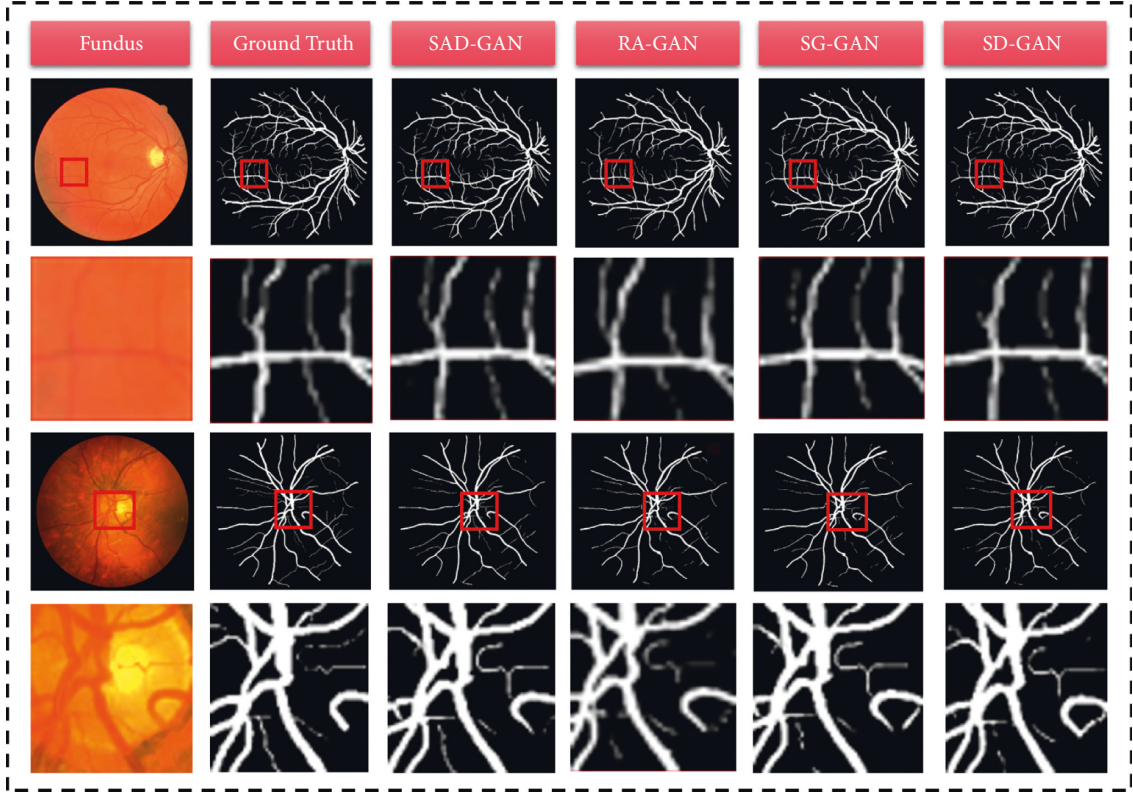 Fundus
Ground Truth
SAD-GAN
RA-GAN
SG-GAN
SD-GAN